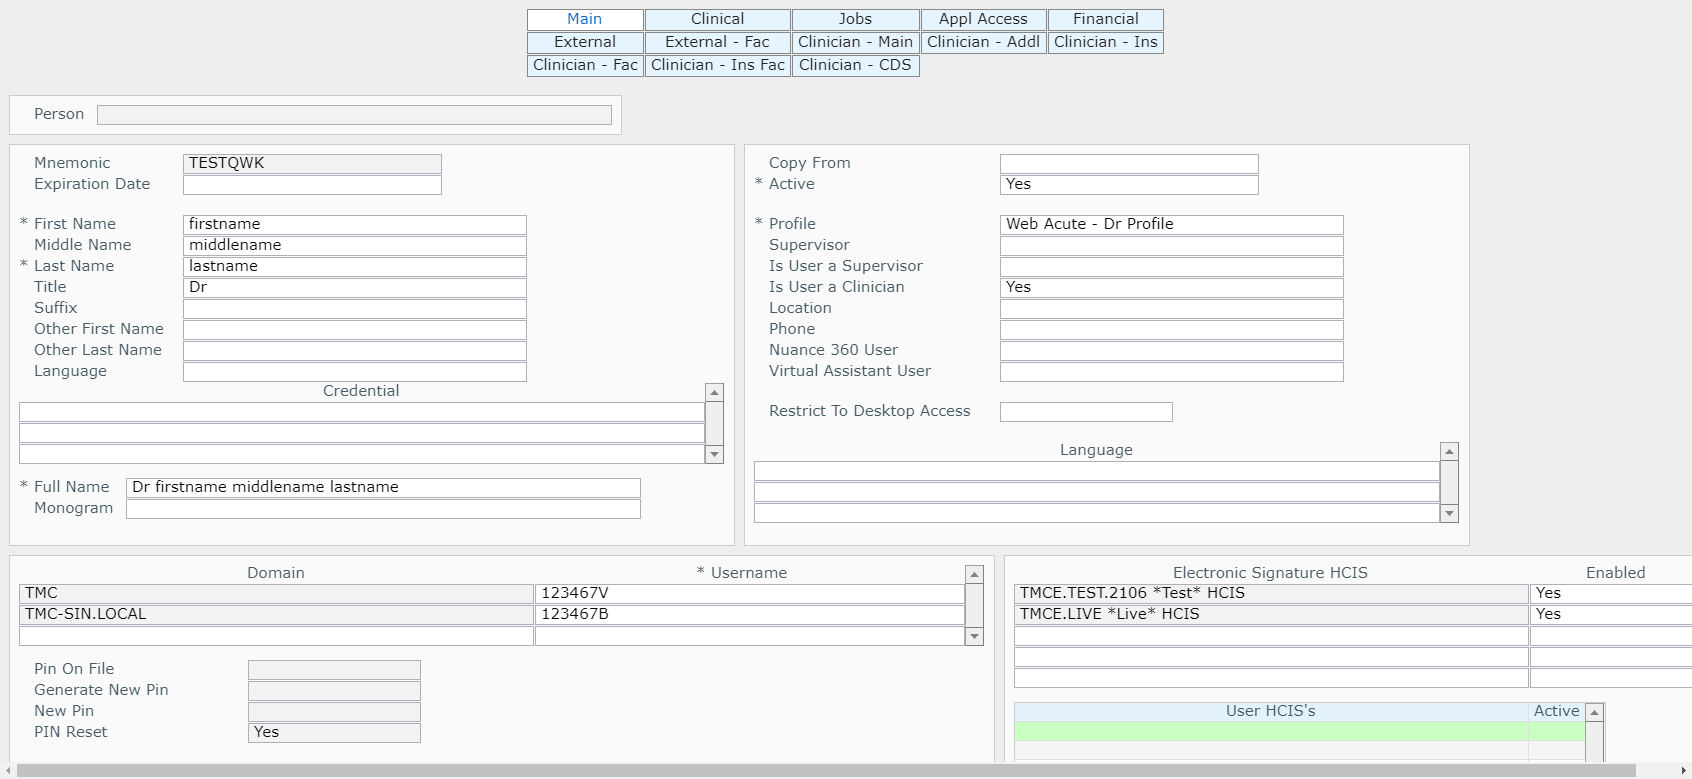 Main Clinical Jobs Appl Access Financial
External External - Fac Clinician - Main Clinician - Addl Clinician - Ins
Clinician - Fac Clinician - Ins Fac Clinician - CDS
Person
Mnemonic TESTQWK
Expiration Date
* First Name firstname
Middle Name middlename
* Last Name lastname
Title Dr
Suffix
Other First Name
Other Last Name
Language
Credential
* Full Name Dr firstname middlename lastname
Monogram
Copy From
* Active Yes
* Profile Web Acute - Dr Profile
Supervisor
Is User a Supervisor
Is User a Clinician Yes
Location
Phone
Nuance 360 User
Virtual Assistant User
Restrict To Desktop Access
Language
Domain * Username
TMC 123467V
TMC-SIN.LOCAL 123467B
Pin On File
Generate New Pin
New Pin
PIN Reset Yes
Electronic Signature HCIS Enabled
TMCE.TEST.2106 *Test* HCIS Yes
TMCE.LIVE *Live* HCIS Yes
User HCIS's Active